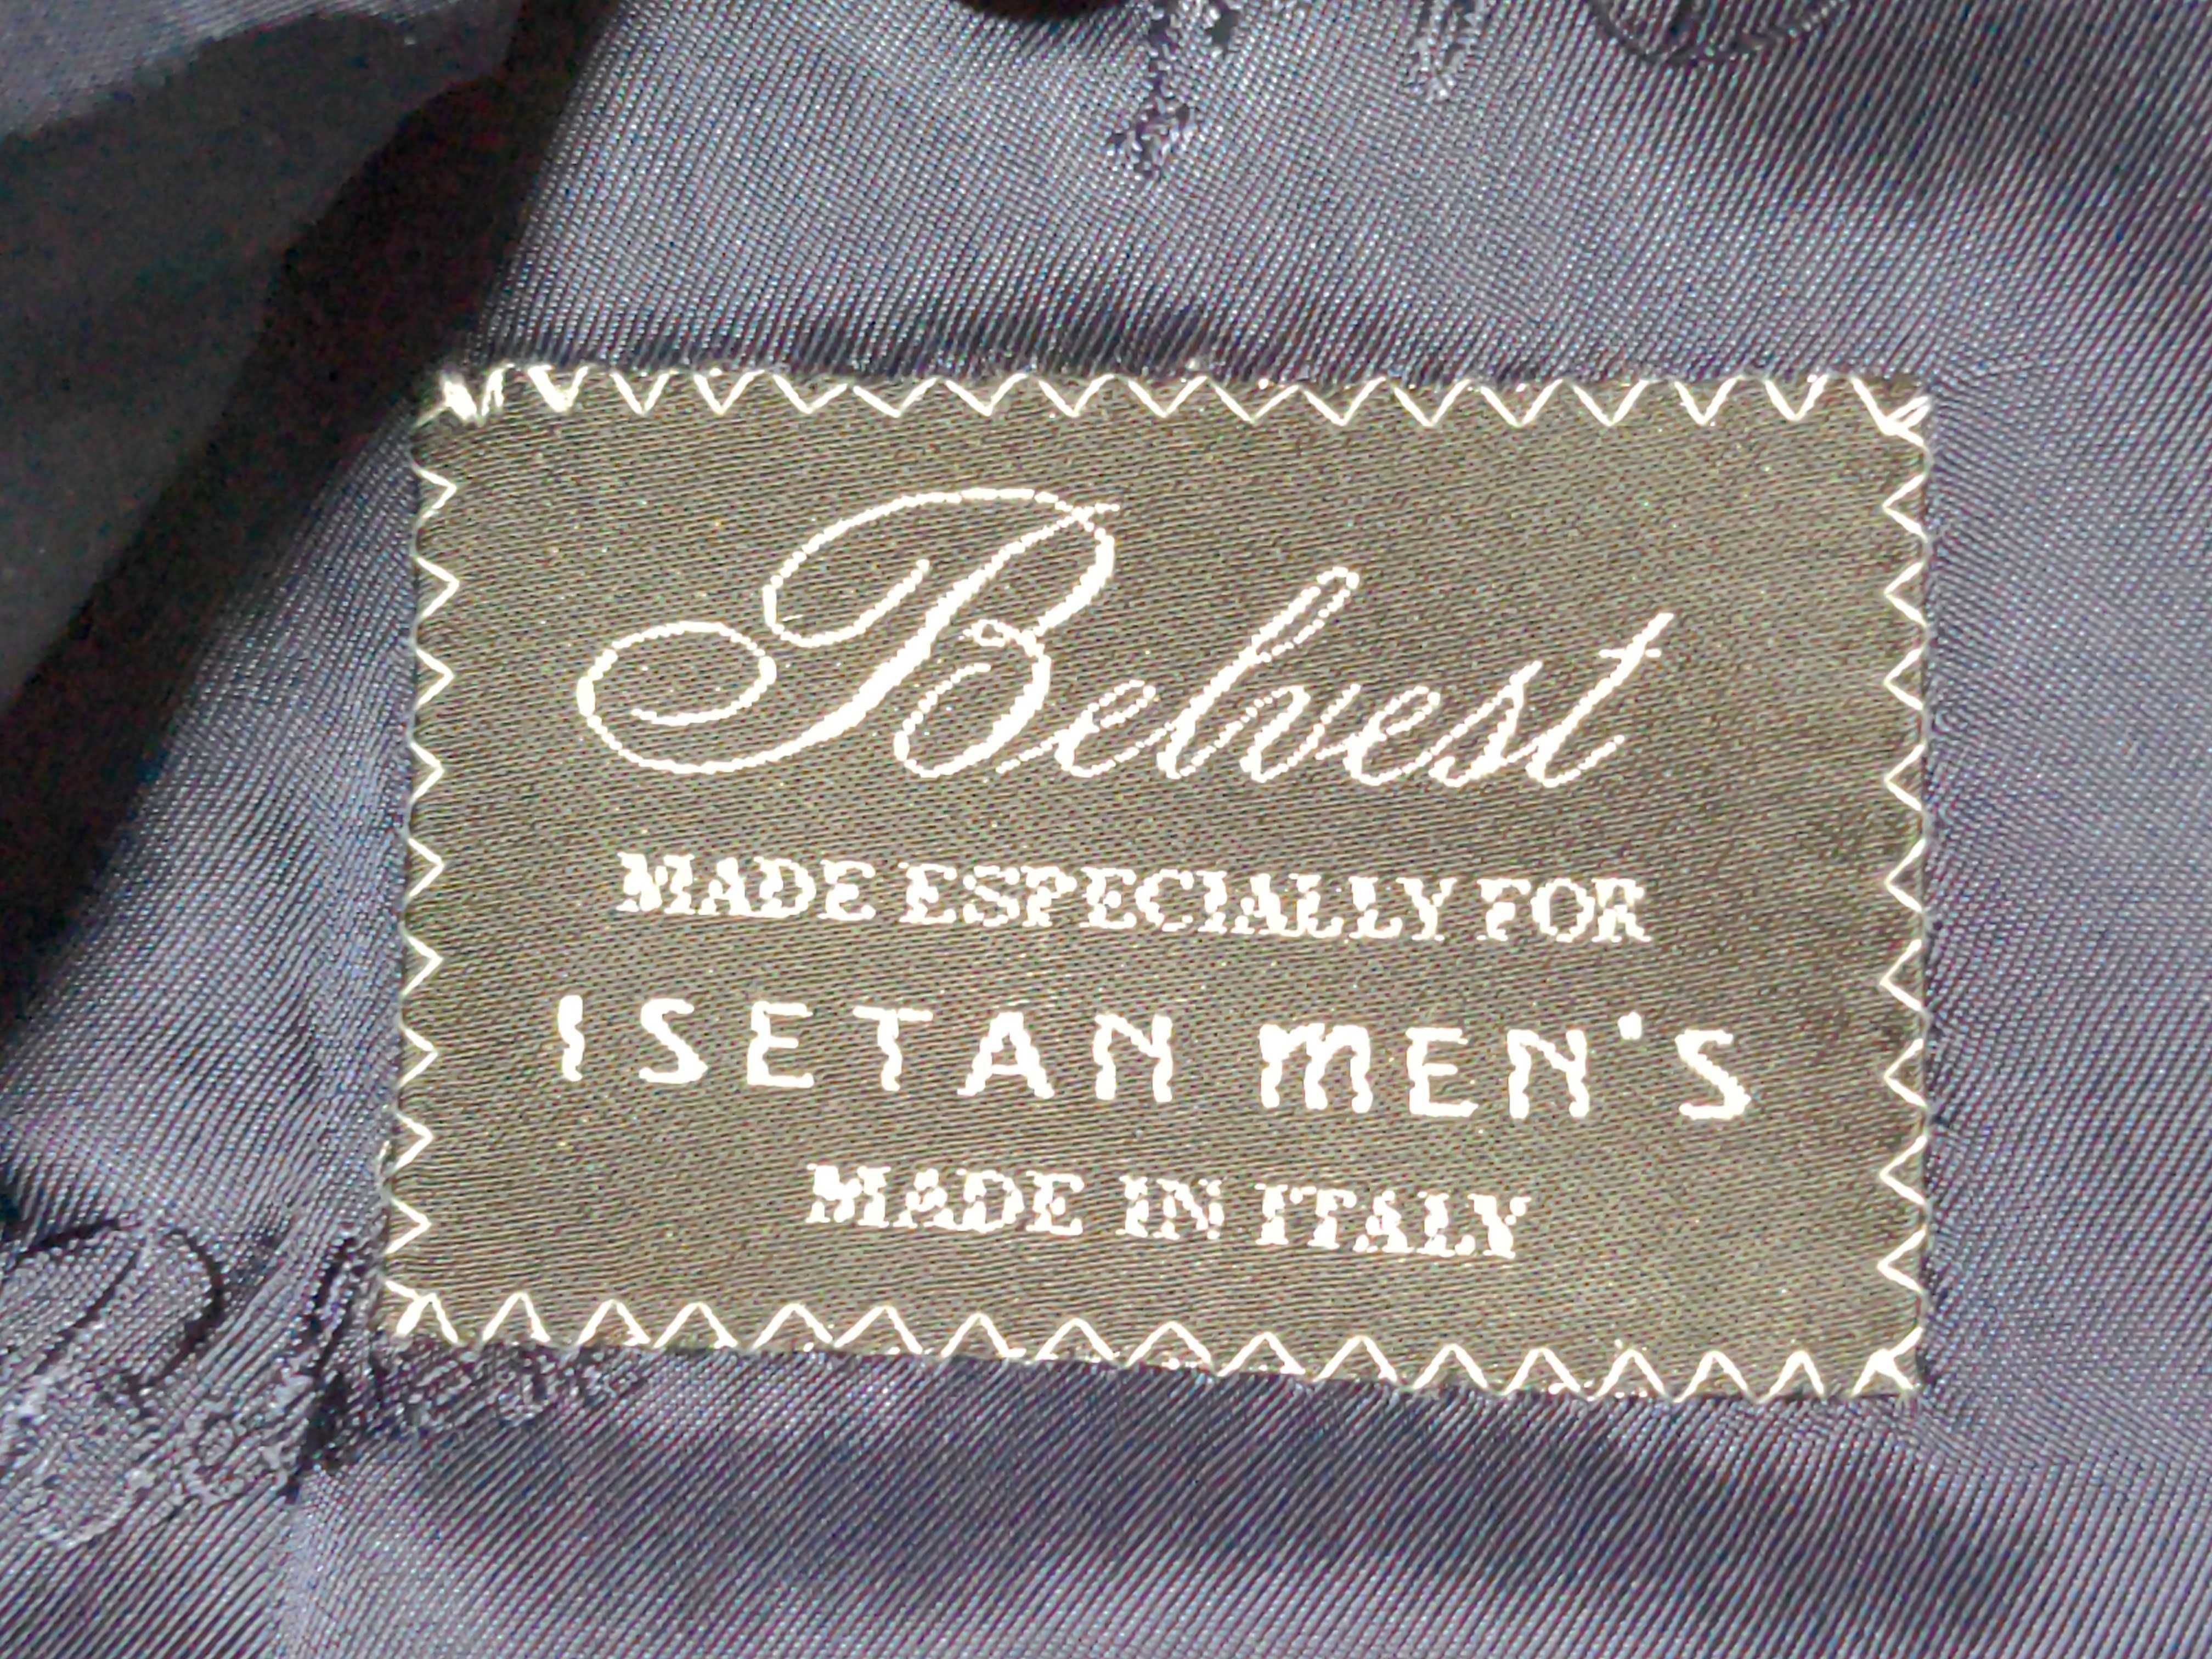 Belvest
MADE ESPECIALLY FOR
ISETAN MEN'S
MADE IN ITALY